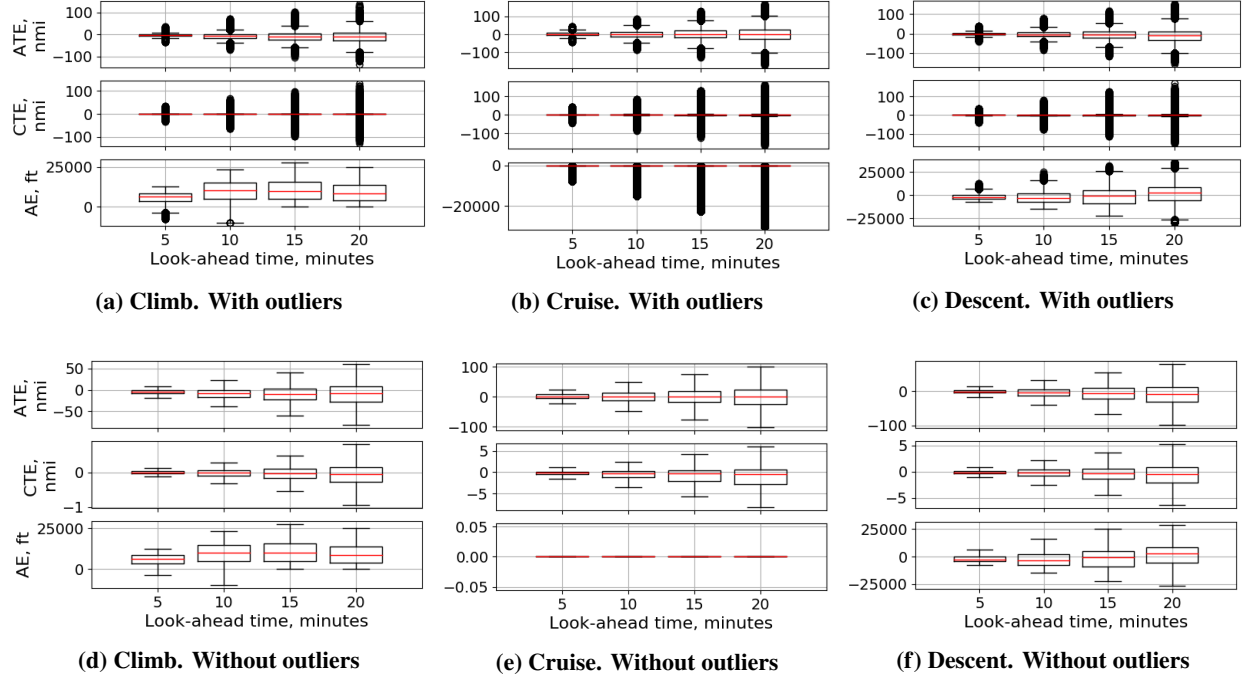 100
0
−100
ATE,
nmi
100
0
−100
CTE,
nmi
25000
0
AE, ft
5 10 15 20
Look-ahead time, minutes
(a) Climb. With outliers
100
0
−100
100
0
−100
0
−20000
5 10 15 20
Look-ahead time, minutes
(b) Cruise. With outliers
100
0
−100
100
0
−100
25000
0
−25000
5 10 15 20
Look-ahead time, minutes
(c) Descent. With outliers
50
0
−50
ATE,
nmi
0
−1
CTE,
nmi
25000
0
AE, ft
5 10 15 20
Look-ahead time, minutes
(d) Climb. Without outliers
100
0
−100
5
0
−5
0.05
0.00
−0.05
5 10 15 20
Look-ahead time, minutes
(e) Cruise. Without outliers
0
−100
5
0
−5
25000
0
−25000
5 10 15 20
Look-ahead time, minutes
(f) Descent. Without outliers